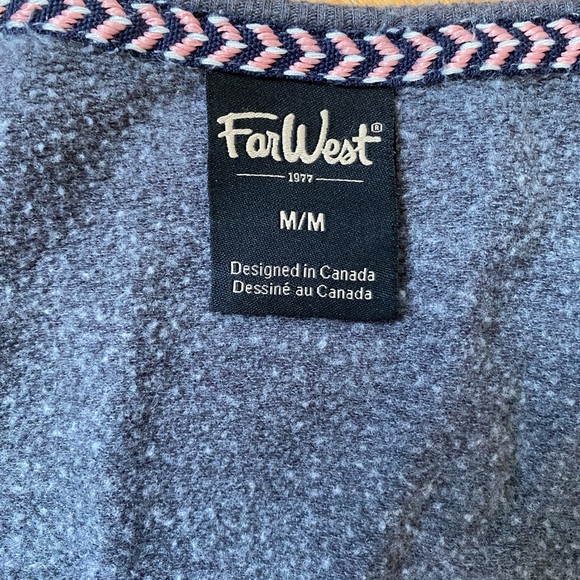 FarWest®
1977
M/M
Designed in Canada
Dessiné au Canada